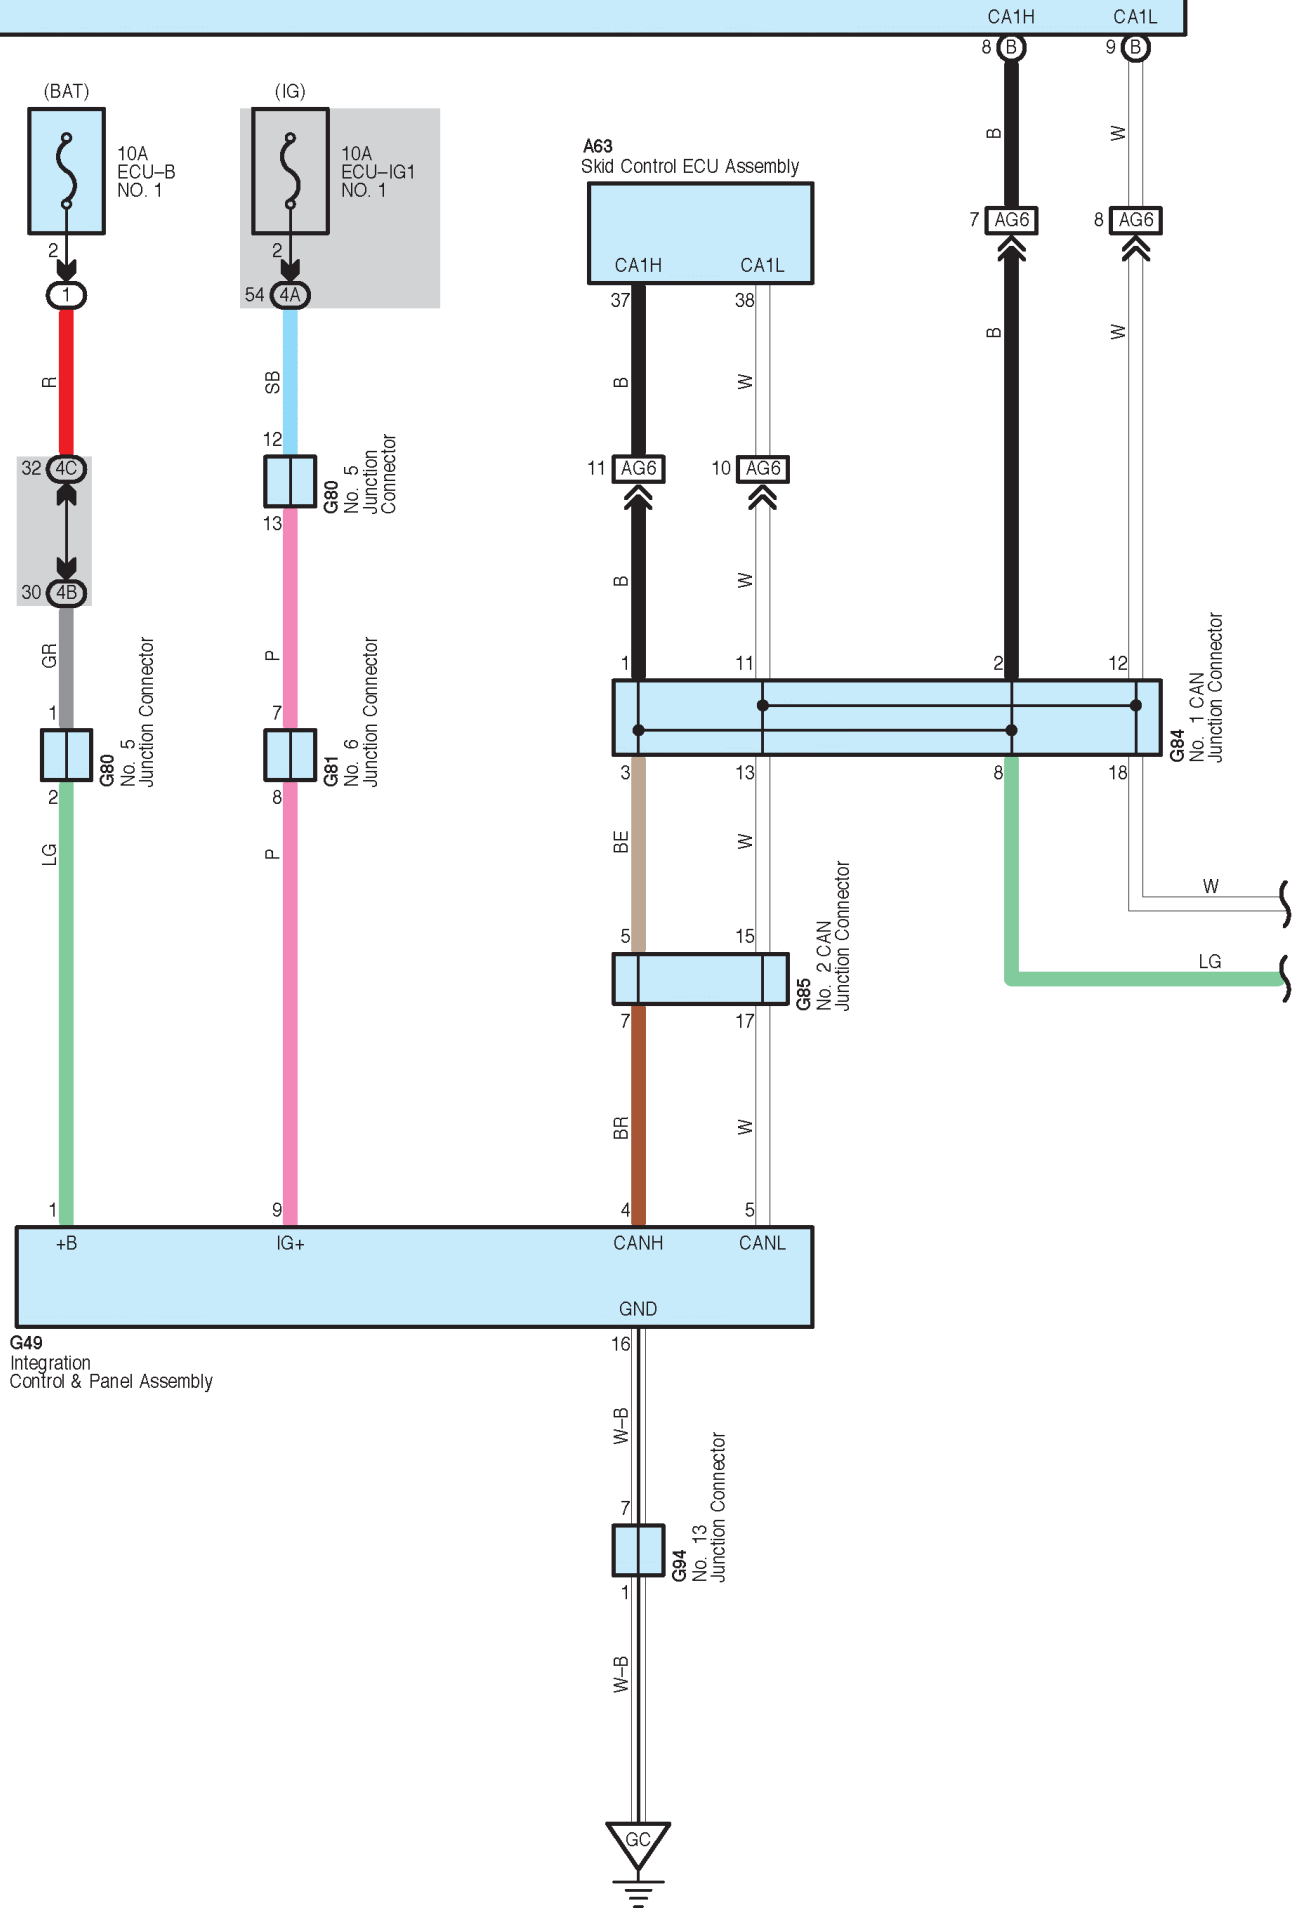 CA1H CA1L
8 B 9 B
(BAT) (IG)
10A
ECU–B
NO. 1
10A
ECU–IG1
NO. 1
A63
Skid Control ECU Assembly
CA1H CA1L
B W
7 AG6 8 AG6
2 2
1 54 4A
37 38
B W
R SB B W
12
32 4C
G80
No. 5
Junction
Connector
11 AG6 10 AG6
13
30 4B
B W
GR P
1 7
1 11 2 12
G80
No. 5
Junction Connector
G81
No. 6
Junction Connector
G84
No. 1 CAN
Junction Connector
2 8
3 13 8 18
LG P BE W
W
5 15
LG
G85
No. 2 CAN
Junction Connector
7 17
BR W
1 9 4 5
+B IG+ CANH CANL
GND
G49
Integration
Control & Panel Assembly
16
W–B
7
G94
No. 13
Junction Connector
1
W–B
GC